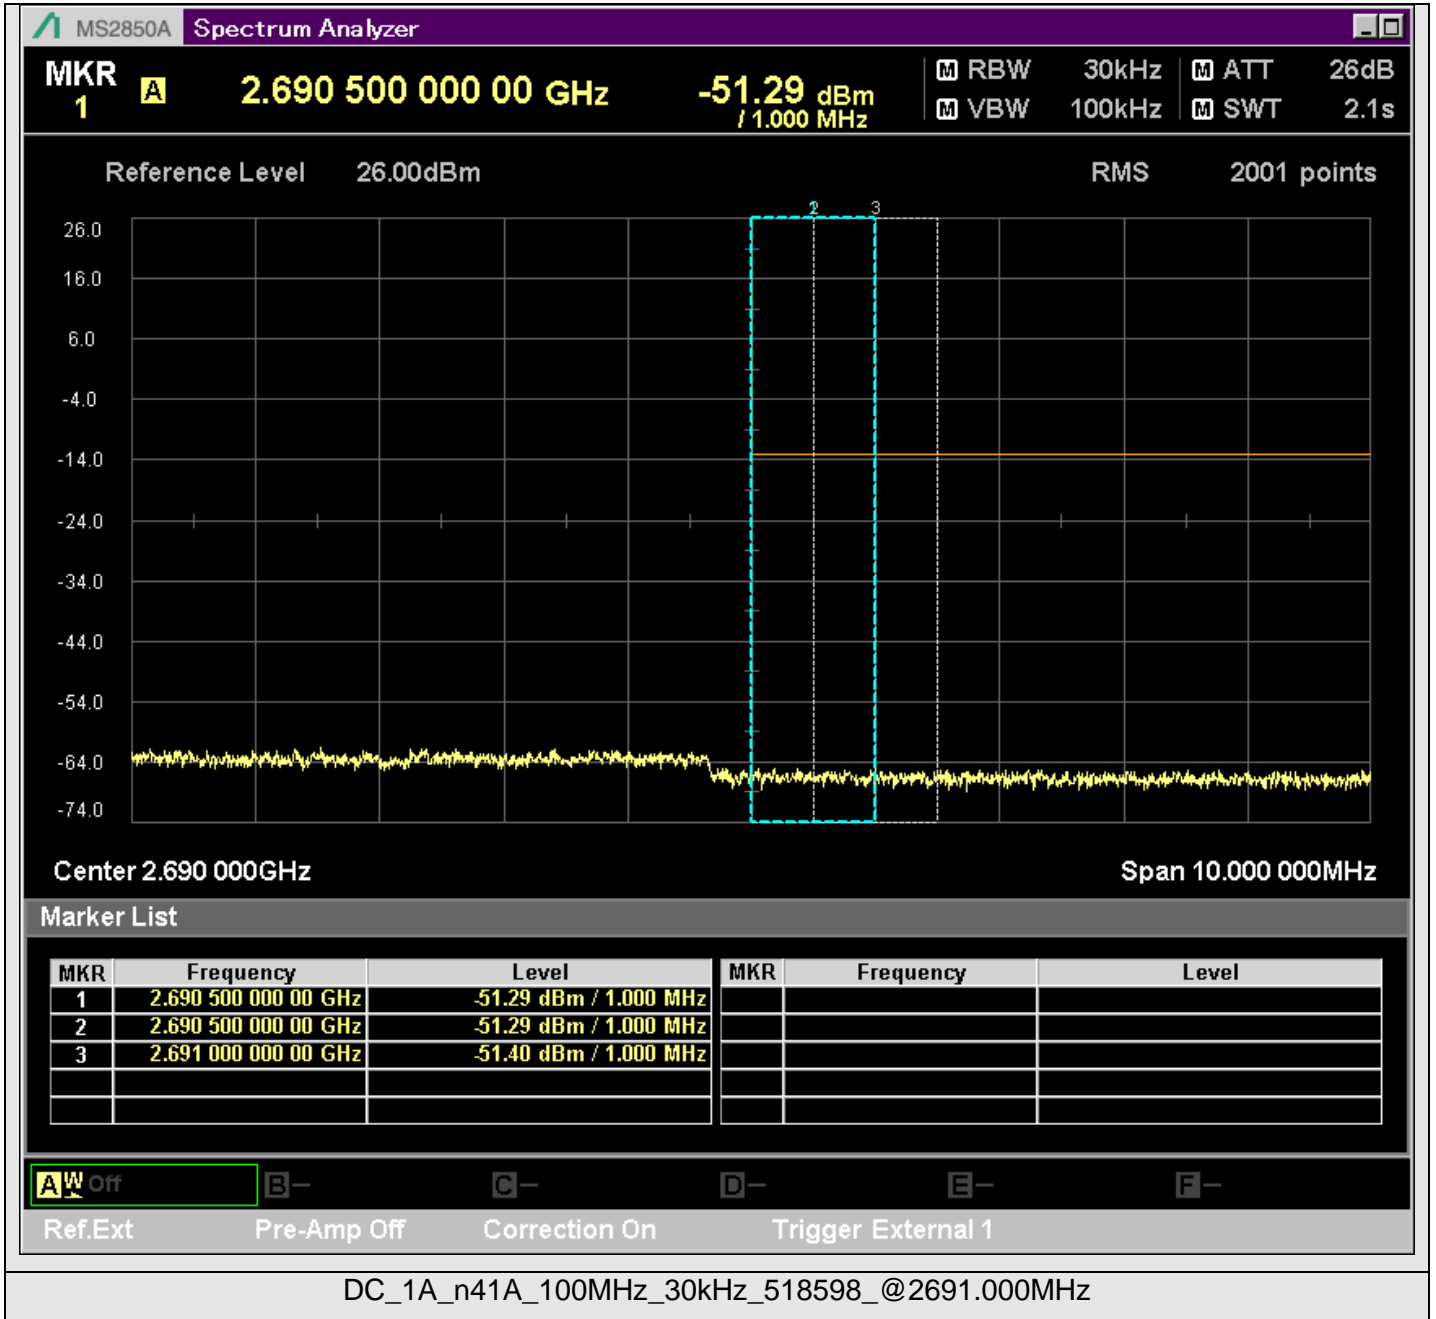 MS2850A Spectrum Analyzer
MKR 1 A 2.690 500 000 00 GHz -51.29 dBm / 1.000 MHz
M RBW 30kHz M ATT 26dB
M VBW 100kHz M SWT 2.1s
Reference Level 26.00dBm RMS 2001 points
2 3
26.0
16.0
6.0
-4.0
-14.0
-24.0
-34.0
-44.0
-54.0
-64.0
-74.0
Center 2.690 000GHz Span 10.000 000MHz
Marker List
MKR Frequency Level MKR Frequency Level
1 2.690 500 000 00 GHz -51.29 dBm / 1.000 MHz
2 2.690 500 000 00 GHz -51.29 dBm / 1.000 MHz
3 2.691 000 000 00 GHz -51.40 dBm / 1.000 MHz
A W Off B - C - D - E - F -
Ref.Ext Pre-Amp Off Correction On Trigger External 1
DC_1A_n41A_100MHz_30kHz_518598_@2691.000MHz